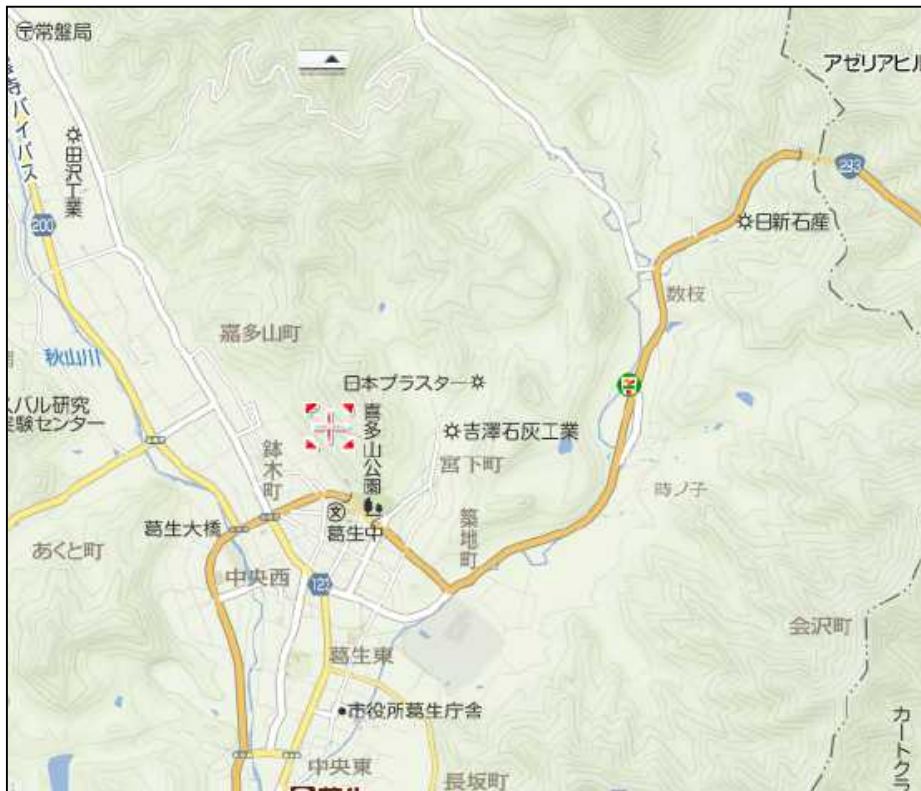 〒常盤局
アゼリアヒル
バイパス
田沢工業
293
200
日新石産
数桜
嘉多山町
秋山川
日本プラスター
バル研究
実験センター
喜多山公園
吉澤石灰工業
鉢木町
宮下町
時ノ子
葛生大橋
文
葛生中
築地町
あくと町
中央西
123
会沢町
葛生東
市役所葛生庁舎
カートクラ
中央東
長坂町